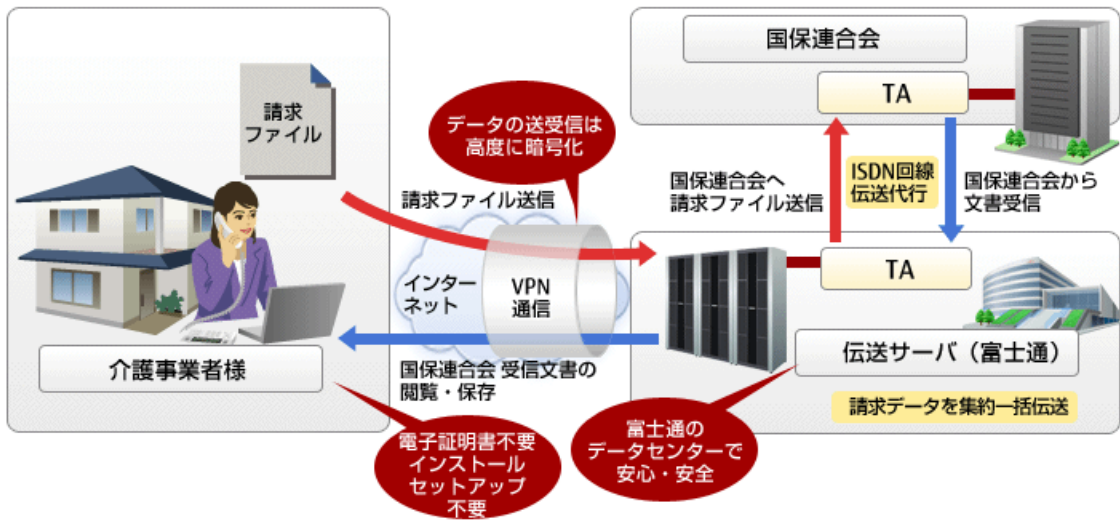 国保連合会
TA
請求
ファイル
データの送受信は
高度に暗号化
国保連合会へ
請求ファイル送信
ISDN回線
伝送代行
国保連合会から
文書受信
請求ファイル送信
インター
ネット
VPN
通信
TA
介護事業者様
国保連合会 受信文書の
閲覧・保存
伝送サーバ（富士通）
請求データを集約一括伝送
電子証明書不要
インストール
セットアップ
不要
富士通の
データセンターで
安心・安全